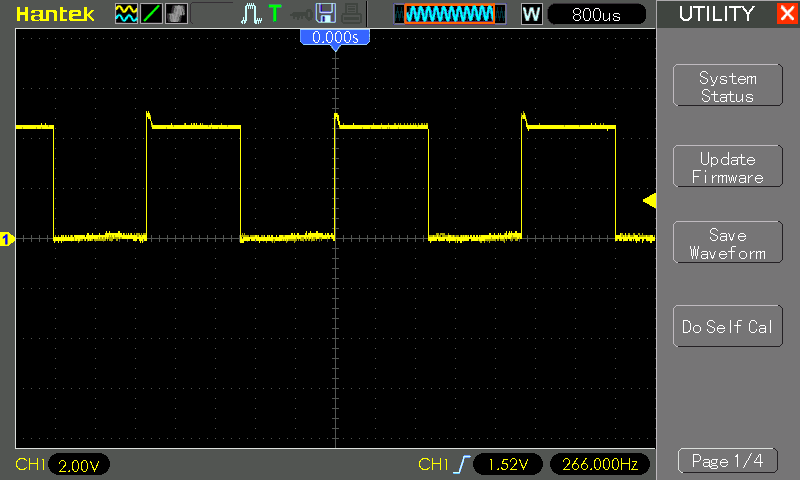 Hantek T W 800us UTILITY X
0.000s
System
Status
Update
Firmware
1
Save
Waveform
Do Self Cal
CH1 2.00V CH1 1.52V 266.000Hz Page 1/4